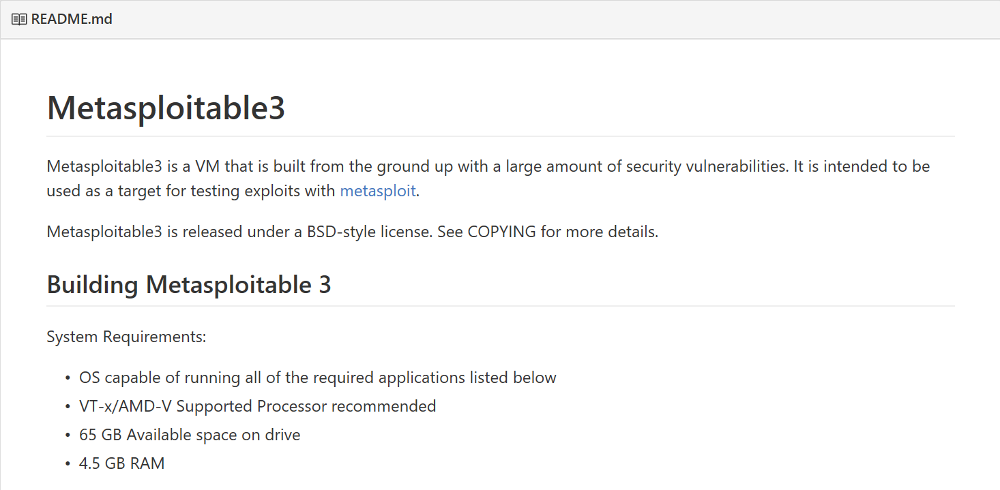 README.md
Metasploitable3
Metasploitable3 is a VM that is built from the ground up with a large amount of security vulnerabilities. It is intended to be
used as a target for testing exploits with metasploit.
Metasploitable3 is released under a BSD-style license. See COPYING for more details.
Building Metasploitable 3
System Requirements:
• OS capable of running all of the required applications listed below
• VT-x/AMD-V Supported Processor recommended
• 65 GB Available space on drive
• 4.5 GB RAM